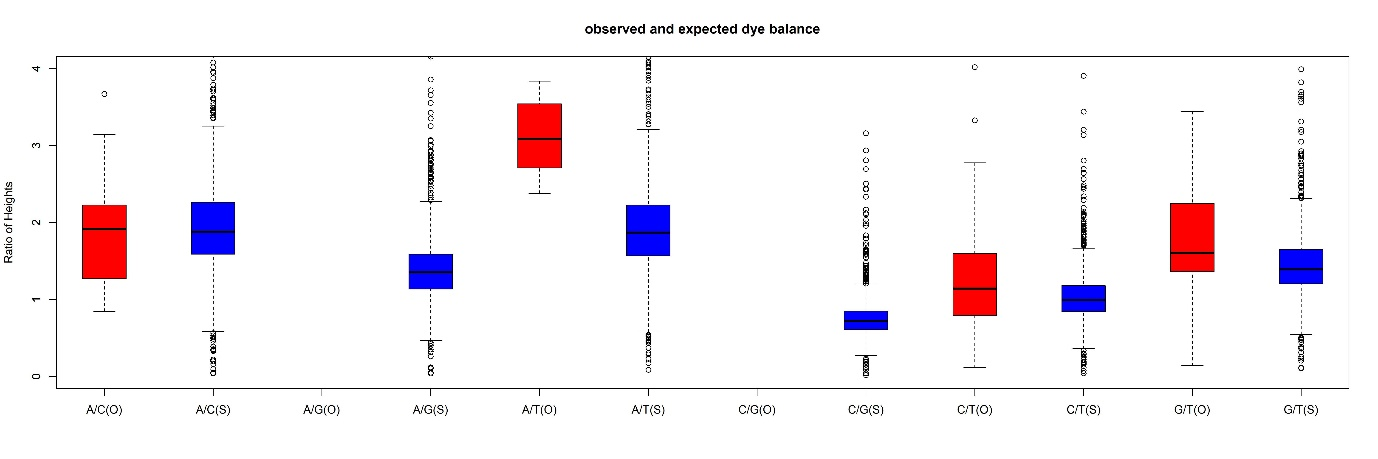 observed and expected dye balance
Ratio of Heights
4
3
2
1
0
A/C(O) A/C(S) A/G(O) A/G(S) A/T(O) A/T(S) C/G(O) C/G(S) C/T(O) C/T(S) G/T(O) G/T(S)